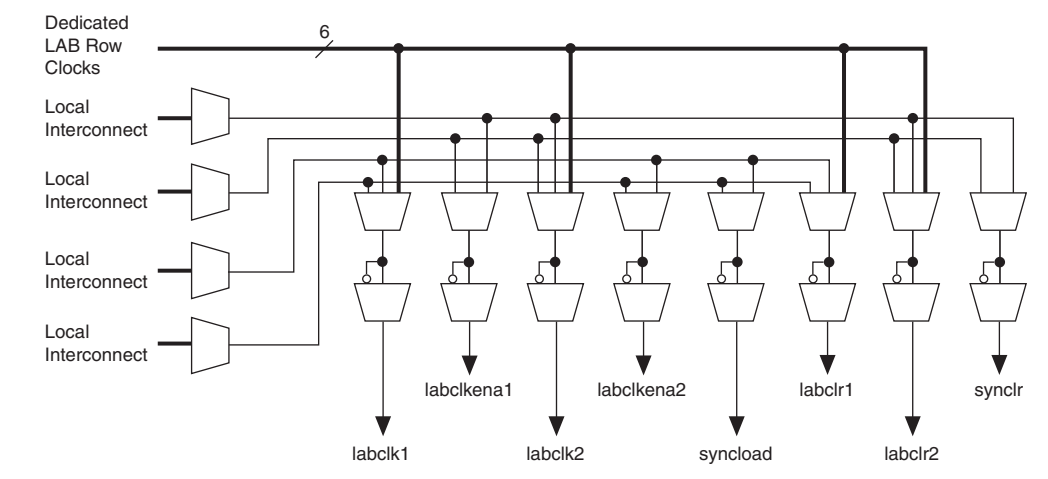 Dedicated
LAB Row
Clocks
6
Local
Interconnect
Local
Interconnect
Local
Interconnect
Local
Interconnect
labclkena1
labclkena2
labclr1
synclr
labclk1
labclk2
syncload
labclr2